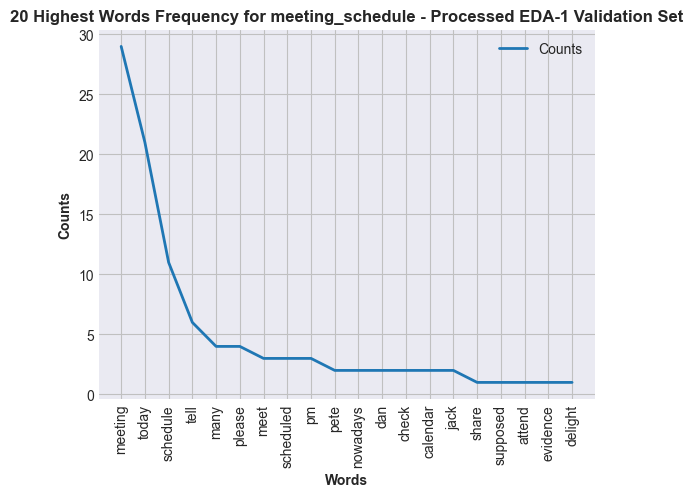 20 Highest Words Frequency for meeting_schedule - Processed EDA-1 Validation Set
Counts
30
25
20
15
10
5
0
Counts
meeting
today
schedule
tell
many
please
meet
scheduled
pm
pete
nowadays
dan
check
calendar
jack
share
supposed
attend
evidence
delight
Words